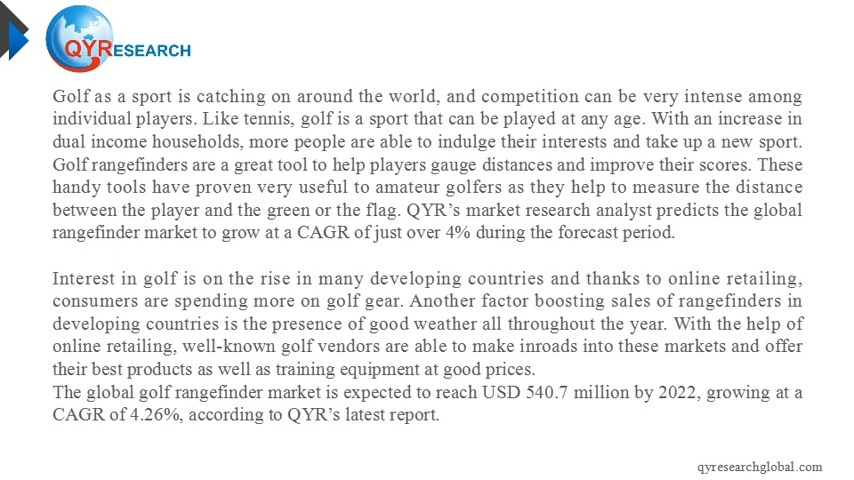 QYRESEARCH
Golf as a sport is catching on around the world, and competition can be very intense among
individual players. Like tennis, golf is a sport that can be played at any age. With an increase in
dual income households, more people are able to indulge their interests and take up a new sport.
Golf rangefinders are a great tool to help players gauge distances and improve their scores. These
handy tools have proven very useful to amateur golfers as they help to measure the distance
between the player and the green or the flag. QYR’s market research analyst predicts the global
rangefinder market to grow at a CAGR of just over 4% during the forecast period.
Interest in golf is on the rise in many developing countries and thanks to online retailing,
consumers are spending more on golf gear. Another factor boosting sales of rangefinders in
developing countries is the presence of good weather all throughout the year. With the help of
online retailing, well-known golf vendors are able to make inroads into these markets and offer
their best products as well as training equipment at good prices.
The global golf rangefinder market is expected to reach USD 540.7 million by 2022, growing at a
CAGR of 4.26%, according to QYR’s latest report.
qyresearchglobal.com